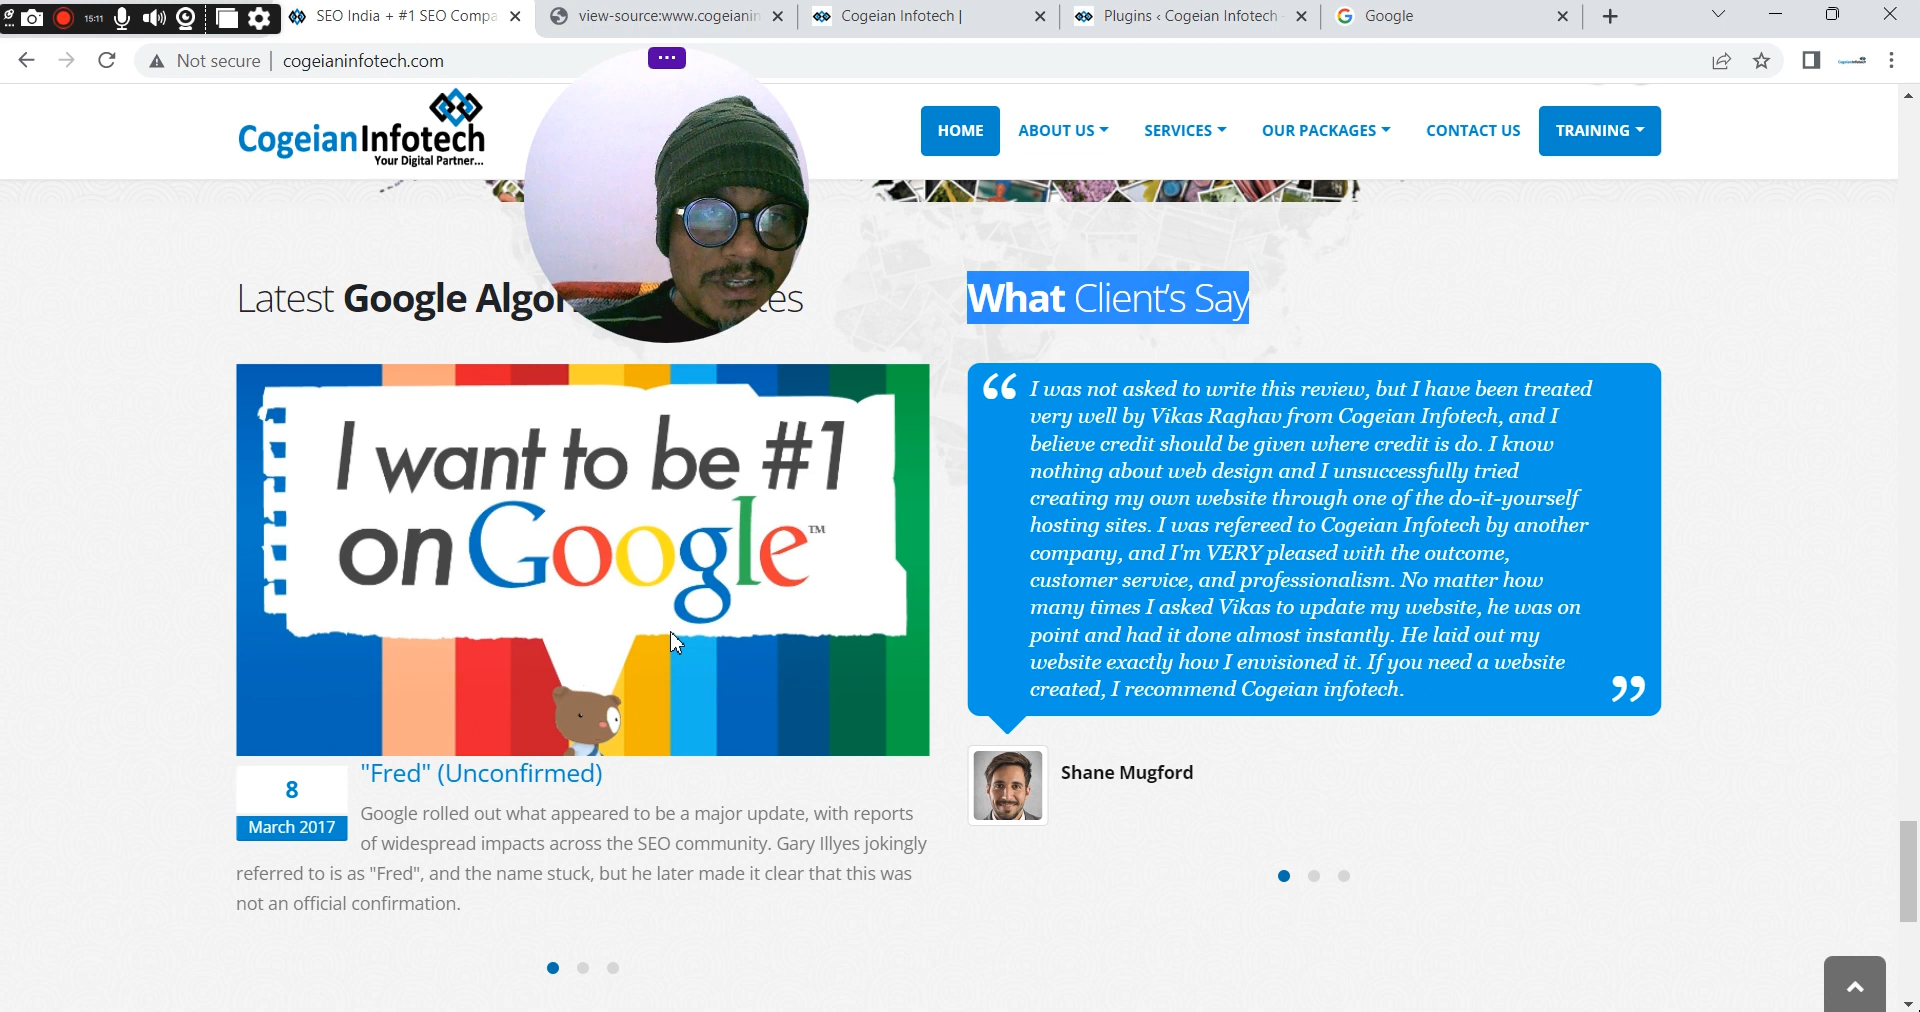 15:11
SEO India + #1 SEO Compa
view-source:www.cogeianin
Cogeian Infotech |
Plugins ‹ Cogeian Infotech
Google
Not secure
cogeianinfotech.com
CogeianInfotech
Your Digital Partner...
HOME
ABOUT US
SERVICES
OUR PACKAGES
CONTACT US
TRAINING
Latest Google
What Client's Say
I want to be #1
on Google™
"Fred" (Unconfirmed)
8
March 2017
Google rolled out what appeared to be a major update, with reports
of widespread impacts across the SEO community. Gary Illyes jokingly
referred to is as "Fred", and the name stuck, but he later made it clear that this was
not an official confirmation.
“ I was not asked to write this review, but I have been treated
very well by Vikas Raghav from Cogeian Infotech, and I
believe credit should be given where credit is do. I know
nothing about web design and I unsuccessfully tried
creating my own website through one of the do-it-yourself
hosting sites. I was refereed to Cogeian Infotech by another
company, and I'm VERY pleased with the outcome,
customer service, and professionalism. No matter how
many times I asked Vikas to update my website, he was on
point and had it done almost instantly. He laid out my
website exactly how I envisioned it. If you need a website
created, I recommend Cogeian infotech. ”
Shane Mugford